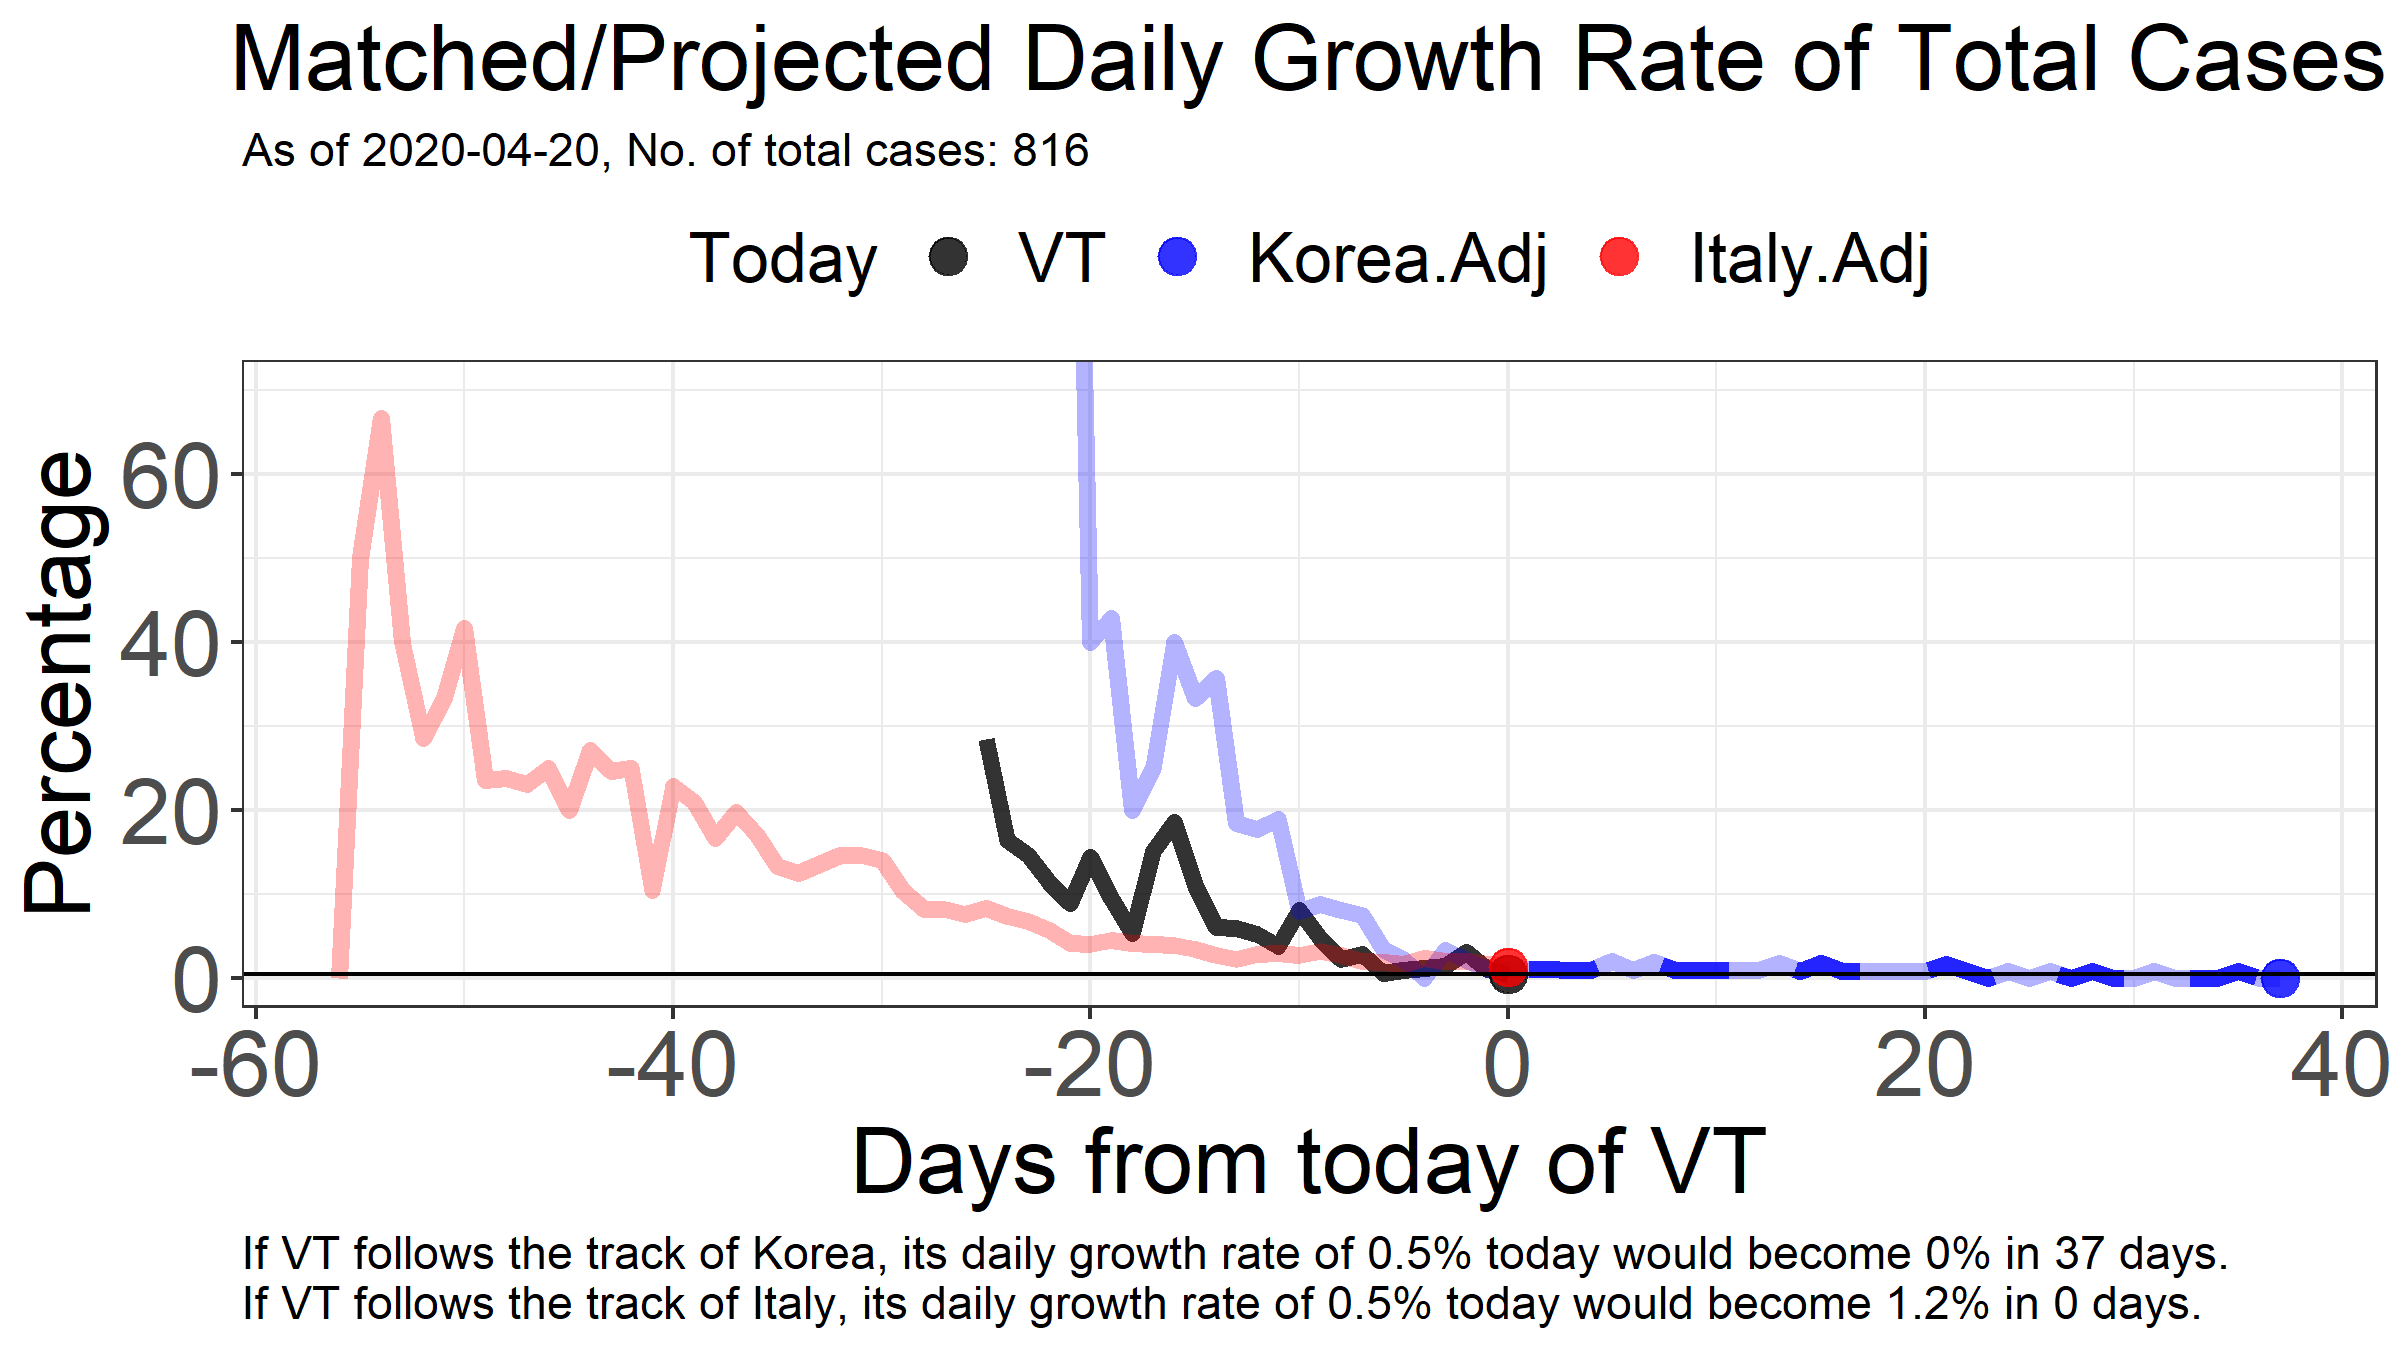 Matched/Projected Daily Growth Rate of Total Cases
As of 2020-04-20, No. of total cases: 816
Today VT Korea.Adj Italy.Adj
Percentage
60
40
20
0
-60 -40 -20 0 20 40
Days from today of VT
If VT follows the track of Korea, its daily growth rate of 0.5% today would become 0% in 37 days.
If VT follows the track of Italy, its daily growth rate of 0.5% today would become 1.2% in 0 days.